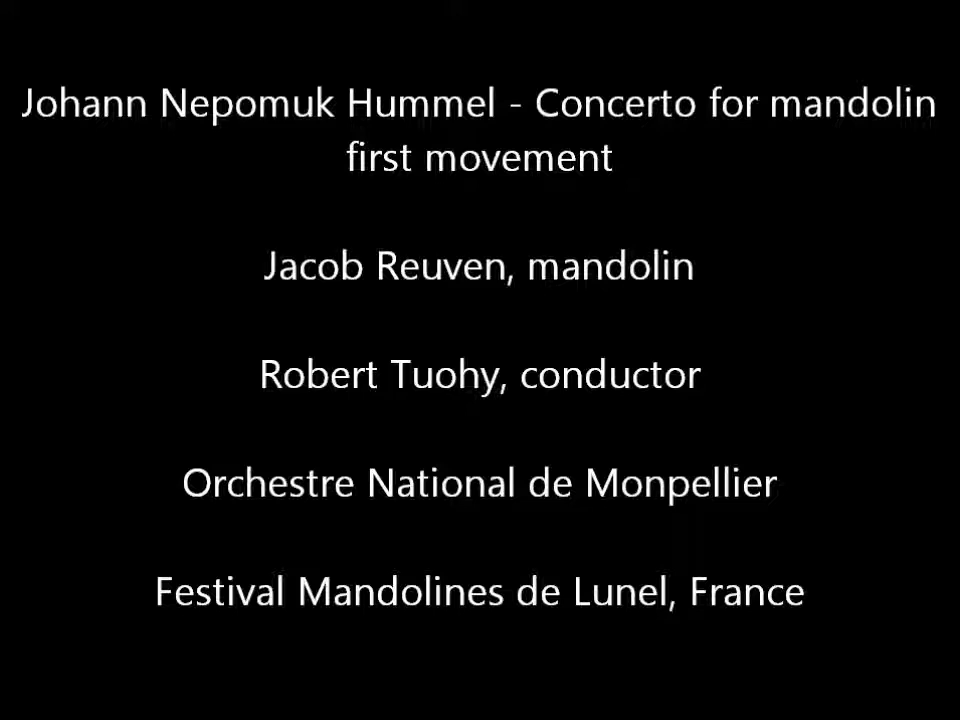 Johann Nepomuk Hummel - Concerto for mandolin
first movement
Jacob Reuven, mandolin
Robert Tuohy, conductor
Orchestre National de Monpellier
Festival Mandolines de Lunel, France